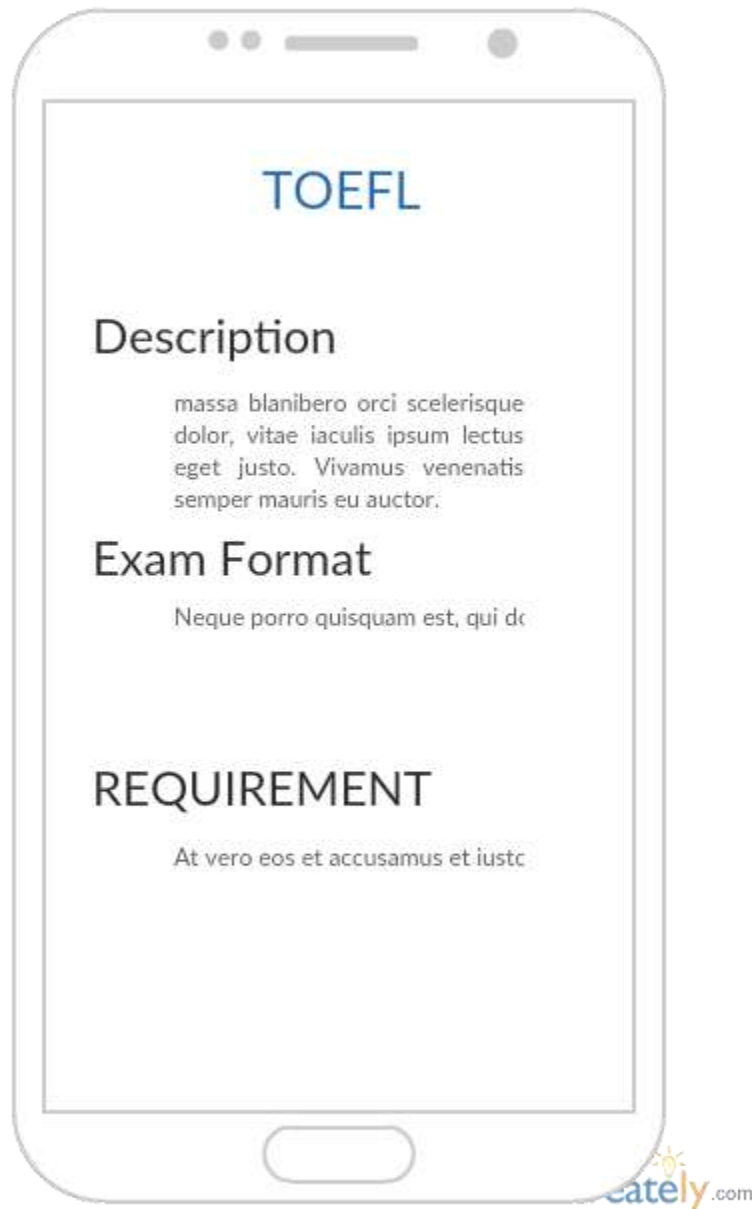 TOEFL
Description
massa blanibero orci scelerisque
dolor, vitae iaculis ipsum lectus
eget justo. Vivamus venenatis
semper mauris eu auctor.
Exam Format
Neque porro quisquam est, qui
REQUIREMENT
At vero eos et accusamus et
.com